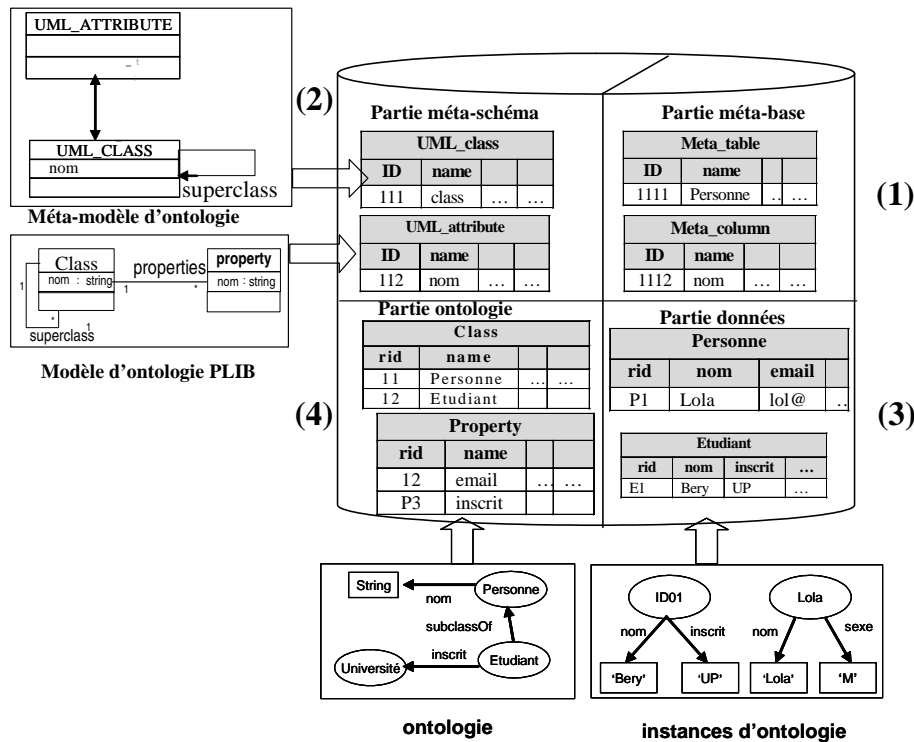 UML_ATTRIBUTE
UML_CLASS
nom
superclass
Méta-modèle d'ontologie
Class
nom : string
properties
property
nom : string
1
1
*
*
1
superclass
Modèle d'ontologie PLIB
(2)
(1)
(4)
(3)
Partie méta-schéma
UML_class
ID name
111 class … …
UML_attribute
ID name
112 nom … …
Partie méta-base
Meta_table
ID name
1111 Personne .. …
Meta_column
ID name
1112 nom … …
Partie ontologie
Class
rid name
11 Personne … …
12 Etudiant
Property
rid name
12 email … …
P3 inscrit
Partie données
Personne
rid nom email
P1 Lola lol@ ..
Etudiant
rid nom inscrit …
E1 Bery UP …
String
Personne
nom
subclassOf
inscrit
Université
Etudiant
ontologie
ID01
Lola
nom
inscrit
nom
sexe
'Bery'
'UP'
'Lola'
'M'
instances d'ontologie